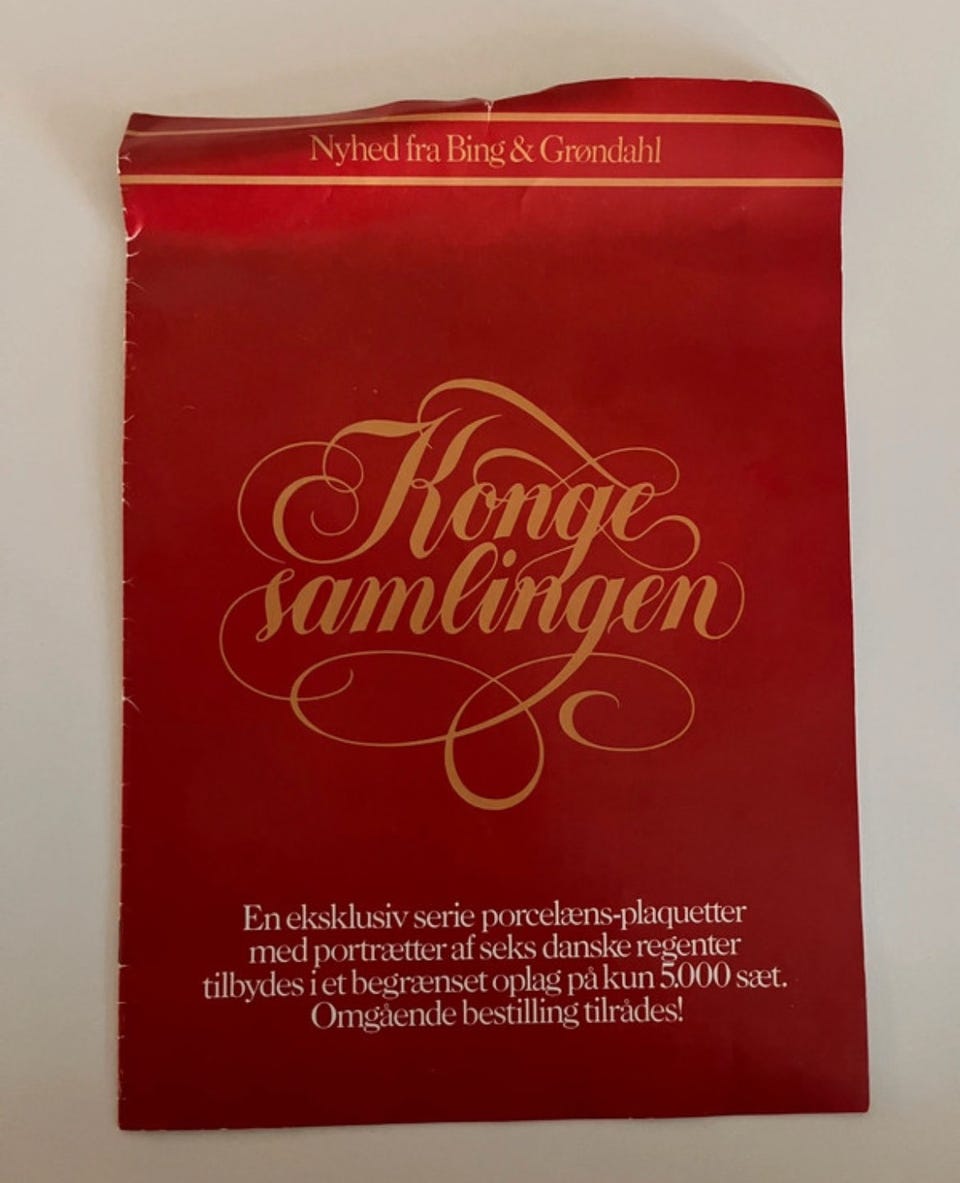 Nyhed fra Bing & Grøndahl
Konge
samlingen
En eksklusiv serie porcelæns-plaquetter
med portrætter af seks danske regenter
tilbydes i et begrænset oplag på kun 5.000 sæt.
Omgående bestilling tilrådes!